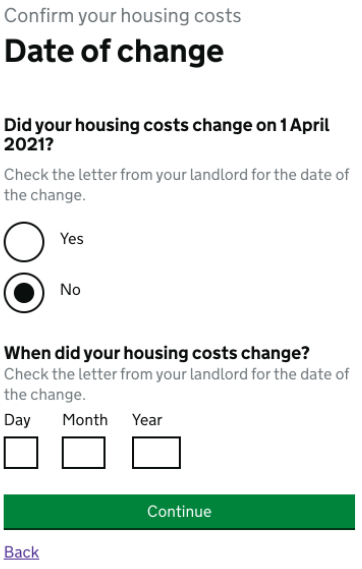 Confirm your housing costs
Date of change
Did your housing costs change on 1 April
2021?
Check the letter from your landlord for the date of
the change.
Yes
No
When did your housing costs change?
Check the letter from your landlord for the date of
the change.
Day Month Year
Continue
Back